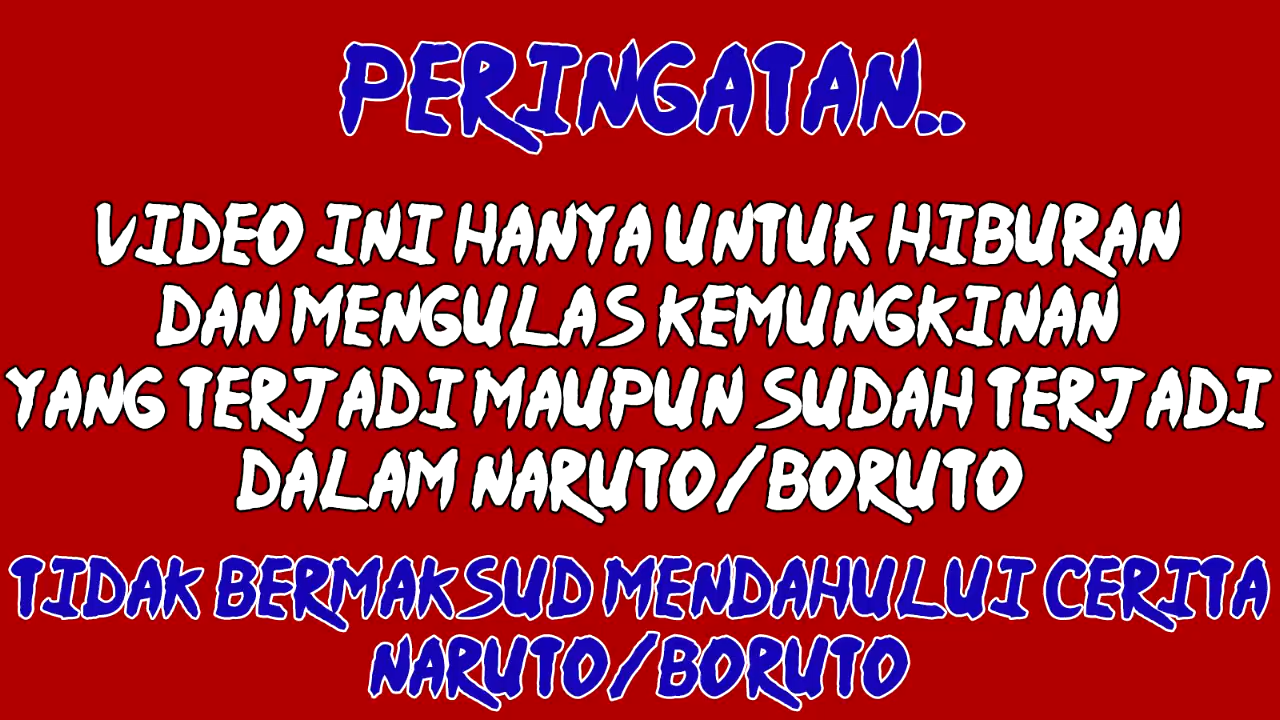 PERINGATAN..
VIDEO INI HANYA UNTUK HIBURAN
DAN MENGULAS KEMUNGKINAN
YANG TERJADI MAUPUN SUDAH TERJADI
DALAM NARUTO/BORUTO
TIDAK BERMAKSUD MENDAHULUI CERITA
NARUTO/BORUTO